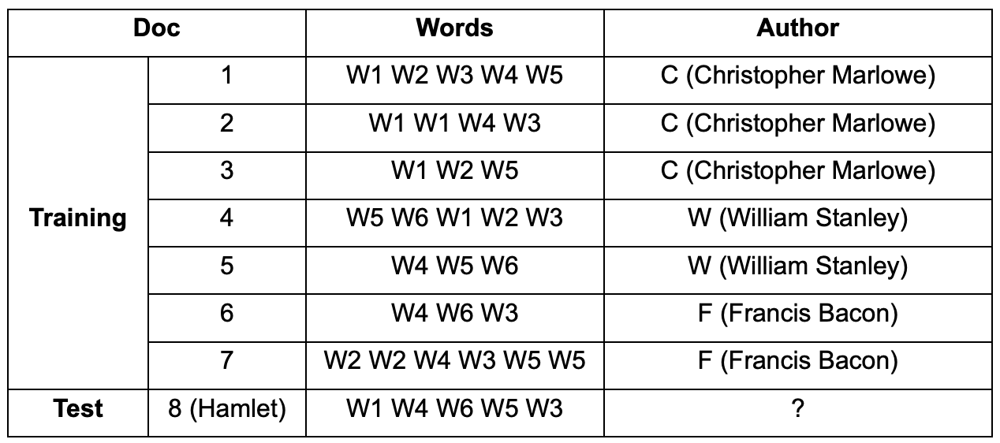 Doc Words Author
1 W1 W2 W3 W4 W5 C (Christopher Marlowe)
2 W1 W1 W4 W3 C (Christopher Marlowe)
3 W1 W2 W5 C (Christopher Marlowe)
Training 4 W5 W6 W1 W2 W3 W (William Stanley)
5 W4 W5 W6 W (William Stanley)
6 W4 W6 W3 F (Francis Bacon)
7 W2 W2 W4 W3 W5 W5 F (Francis Bacon)
Test 8 (Hamlet) W1 W4 W6 W5 W3 ?